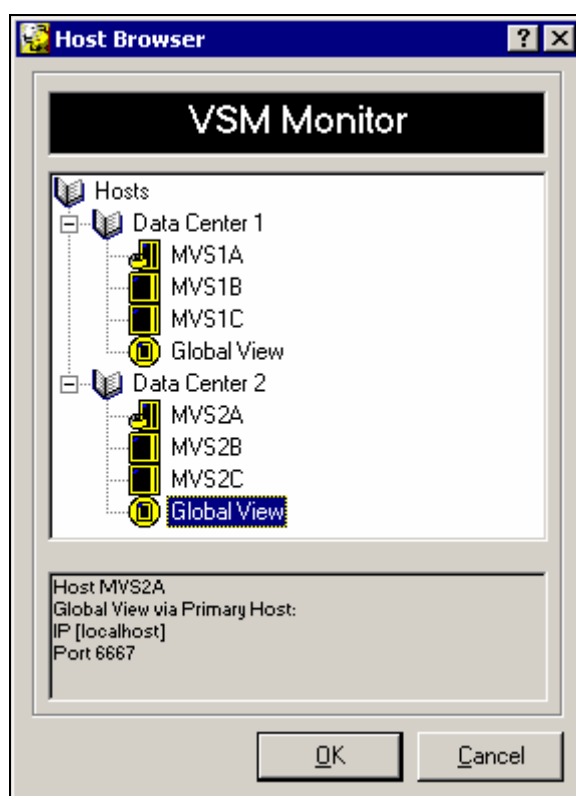 Host Browser
VSM Monitor
Hosts
Data Center 1
MVS1A
MVS1B
MVS1C
Global View
Data Center 2
MVS2A
MVS2B
MVS2C
Global View
Host MVS2A
Global View via Primary Host:
IP [localhost]
Port 6667
OK Cancel